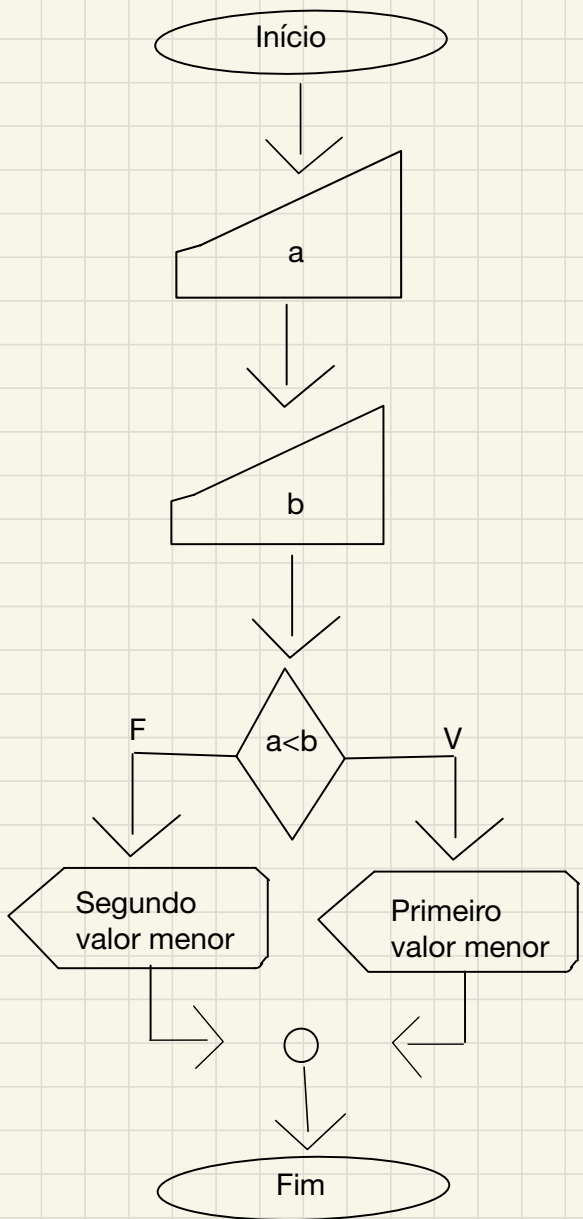 Início
a
b
a<b
F
V
Segundo
valor menor
Primeiro
valor menor
Fim